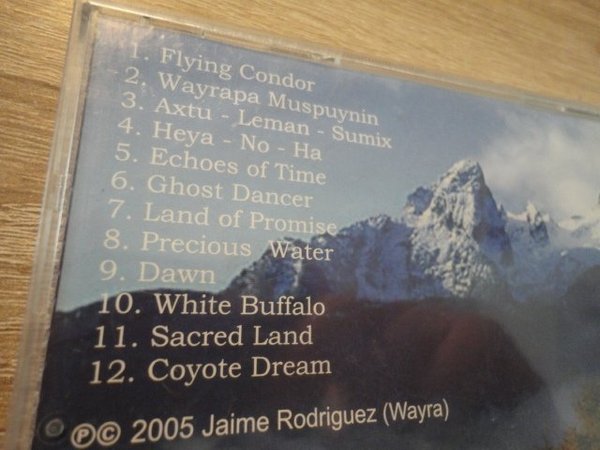 1. Flying Condor
2. Wayrapa Muspuynin
3. Axtu - Leman - Sumix
4. Heya - No - Ha
5. Echoes of Time
6. Ghost Dancer
7. Land of Promise
8. Precious Water
9. Dawn
10. White Buffalo
11. Sacred Land
12. Coyote Dream
℗© 2005 Jaime Rodriguez (Wayra)